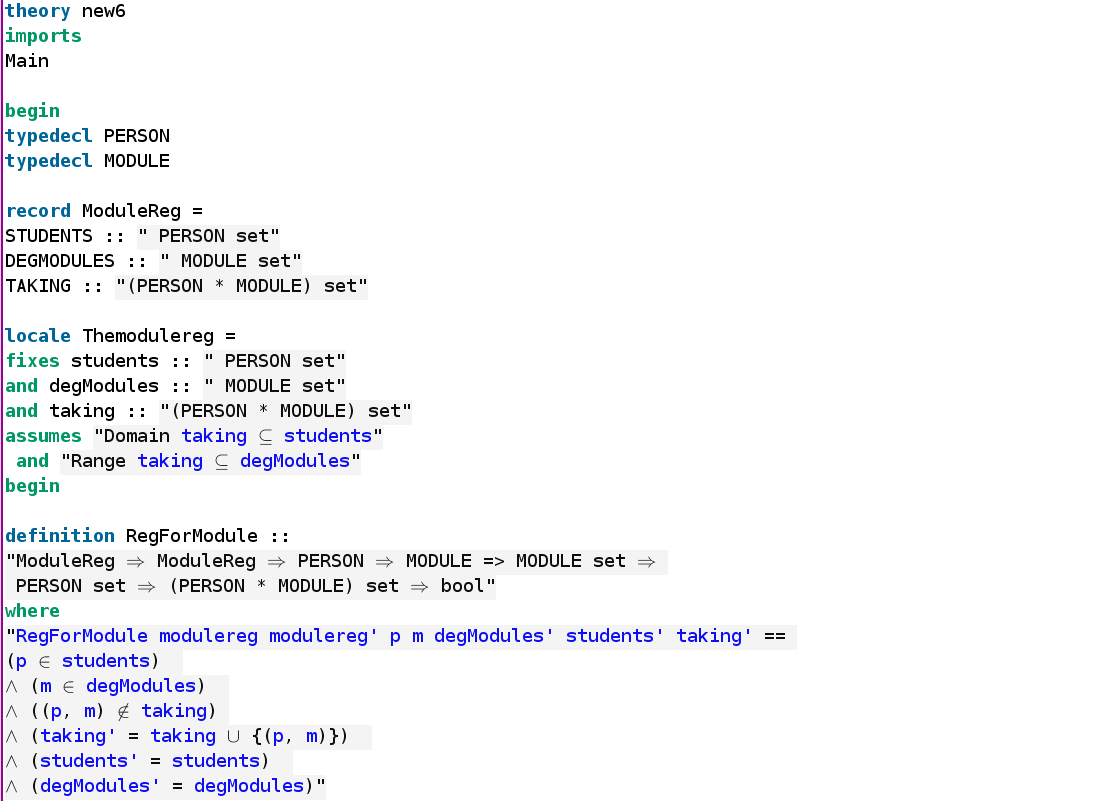 theory new6
imports
Main
begin
typedecl PERSON
typedecl MODULE
record ModuleReg =
STUDENTS :: " PERSON set"
DEGMODULES :: " MODULE set"
TAKING :: "(PERSON * MODULE) set"
locale Themodulereg =
fixes students :: " PERSON set"
and degModules :: " MODULE set"
and taking :: "(PERSON * MODULE) set"
assumes "Domain taking ⊆ students"
 and "Range taking ⊆ degModules"
begin
definition RegForModule ::
"ModuleReg ⇒ ModuleReg ⇒ PERSON ⇒ MODULE => MODULE set ⇒
 PERSON set ⇒ (PERSON * MODULE) set ⇒ bool"
where
"RegForModule modulereg modulereg' p m degModules' students' taking' ==
(p ∈ students)
∧ (m ∈ degModules)
∧ ((p, m) ∉ taking)
∧ (taking' = taking ∪ {(p, m)})
∧ (students' = students)
∧ (degModules' = degModules)"